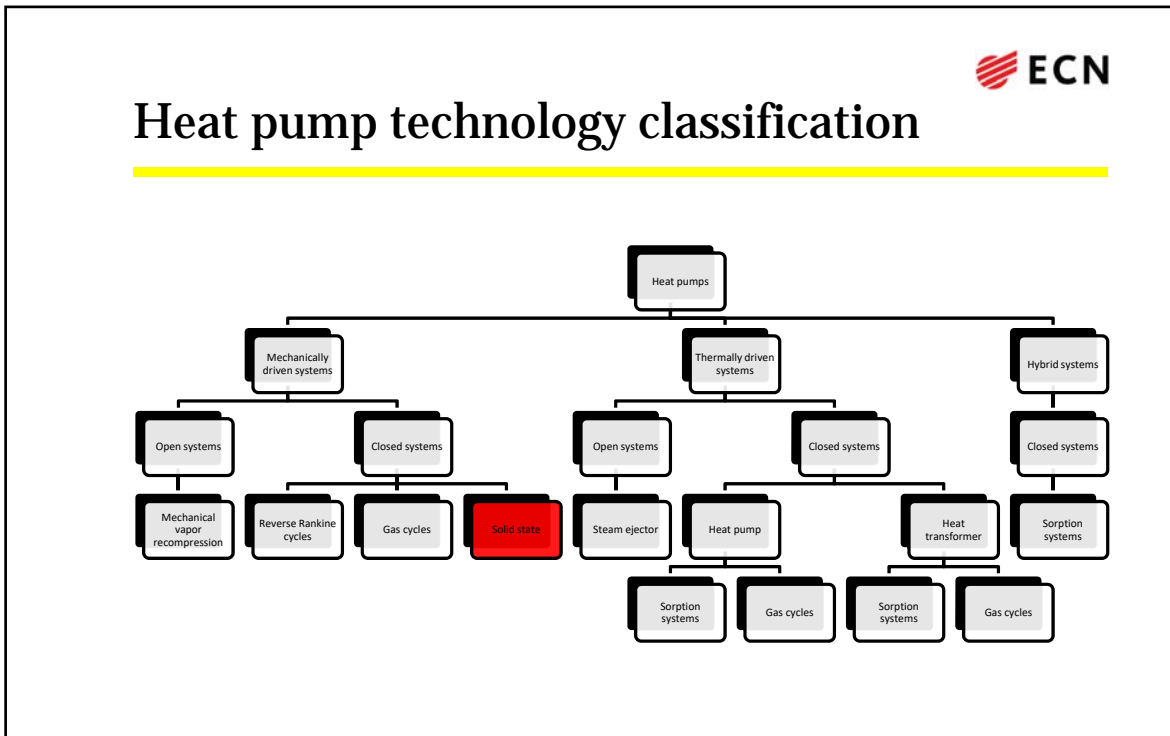 ECN
Heat pump technology classification
Heat pumps
Mechanically
driven systems
Thermally driven
systems
Hybrid systems
Open systems
Closed systems
Open systems
Closed systems
Closed systems
Mechanical
vapor
recompression
Reverse Rankine
cycles
Gas cycles
Solid state
Steam ejector
Heat pump
Heat
transformer
Sorption
systems
Sorption
systems
Gas cycles
Sorption
systems
Gas cycles